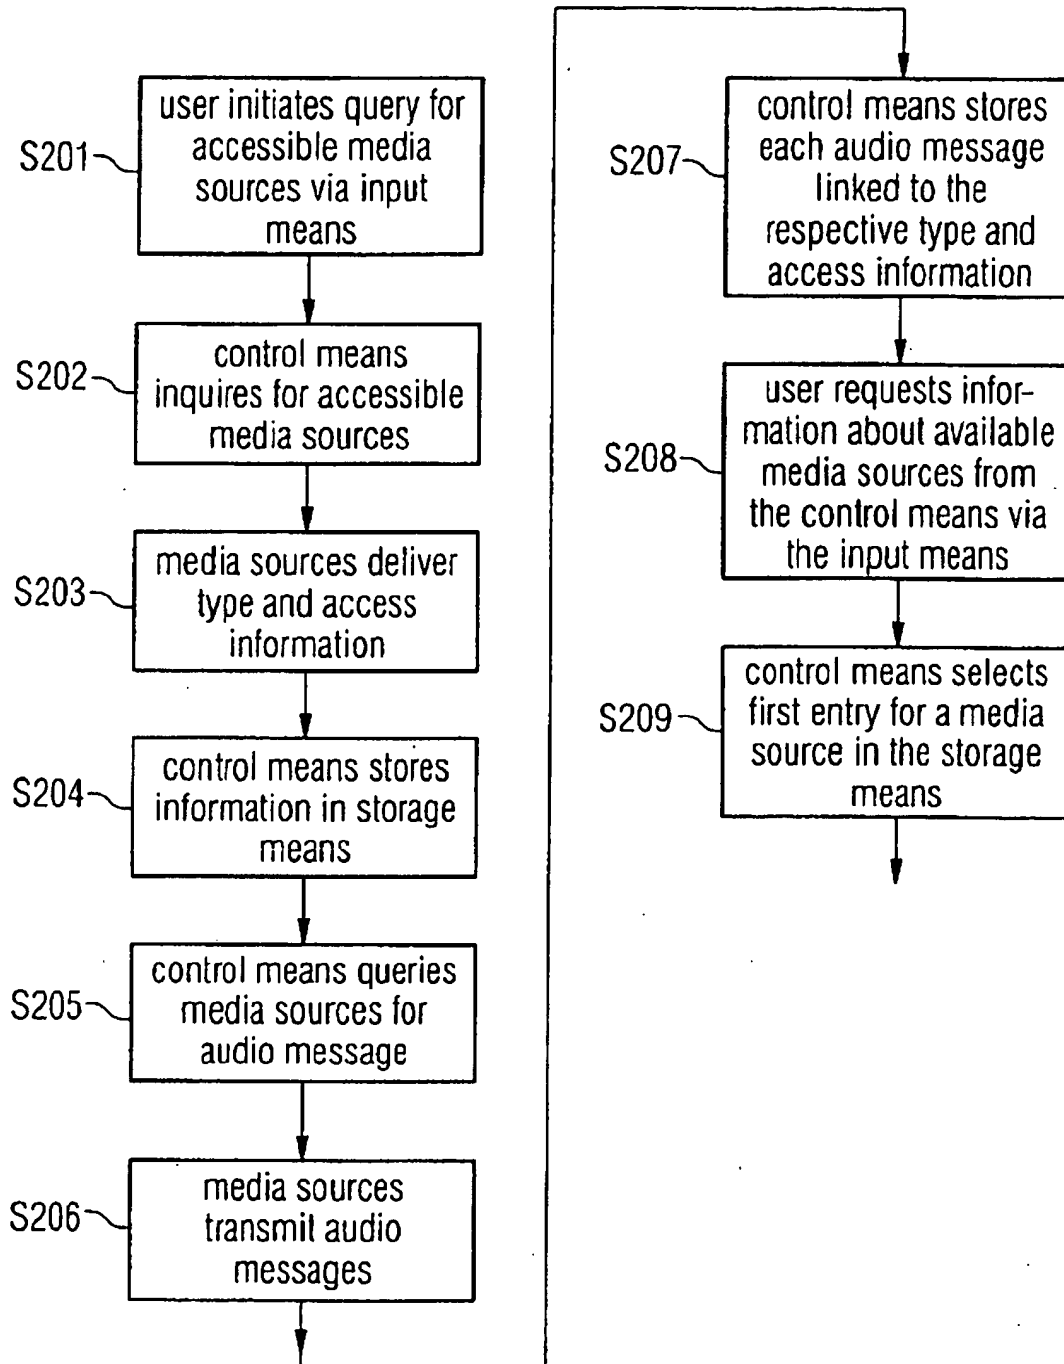 S201
user initiates query for
accessible media
sources via input
means
S202
control means
inquires for accessible
media sources
S203
media sources deliver
type and access
information
S204
control means stores
information in storage
means
S205
control means queries
media sources for
audio message
S206
media sources
transmit audio
messages
S207
control means stores
each audio message
linked to the
respective type and
access information
S208
user requests infor-
mation about available
media sources from
the control means via
the input means
S209
control means selects
first entry for a media
source in the storage
means